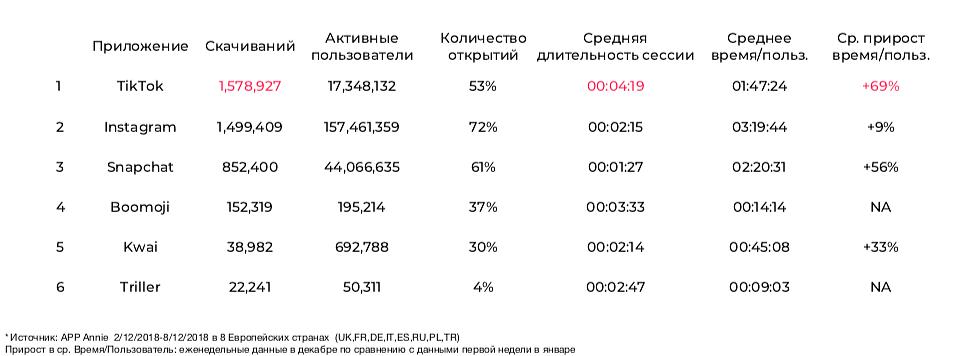 Приложение Скачиваний Активные пользователи Количество открытий Средняя длительность сессии Среднее время/польз. Ср. прирост время/польз.
1 TikTok 1,578,927 17,348,132 53% 00:04:19 01:47:24 +69%
2 Instagram 1,499,409 157,461,359 72% 00:02:15 03:19:44 +9%
3 Snapchat 852,400 44,066,635 61% 00:01:27 02:20:31 +56%
4 Boomoji 152,319 195,214 37% 00:03:33 00:14:14 NA
5 Kwai 38,982 692,788 30% 00:02:14 00:45:08 +33%
6 Triller 22,241 50,311 4% 00:02:47 00:09:03 NA
* Источник: APP Annie 2/12/2018-8/12/2018 в 8 Европейских странах (UK,FR,DE,IT,ES,RU,PL,TR)
Прирост в ср. Время/Пользователь: еженедельные данные в декабре по сравнению с данными первой недели в январе